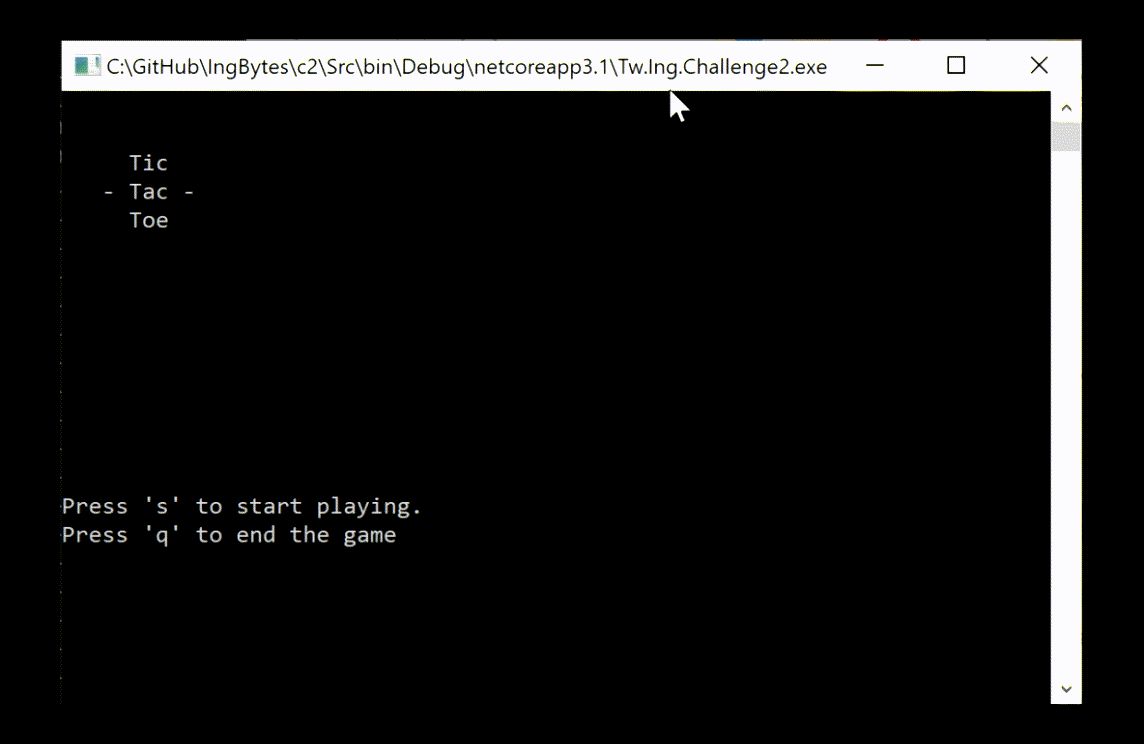 C:\GitHub\IngBytes\c2\Src\bin\Debug\netcoreapp3.1\Tw.Ing.Challenge2.exe
Tic
- Tac -
Toe
Press 's' to start playing.
Press 'q' to end the game